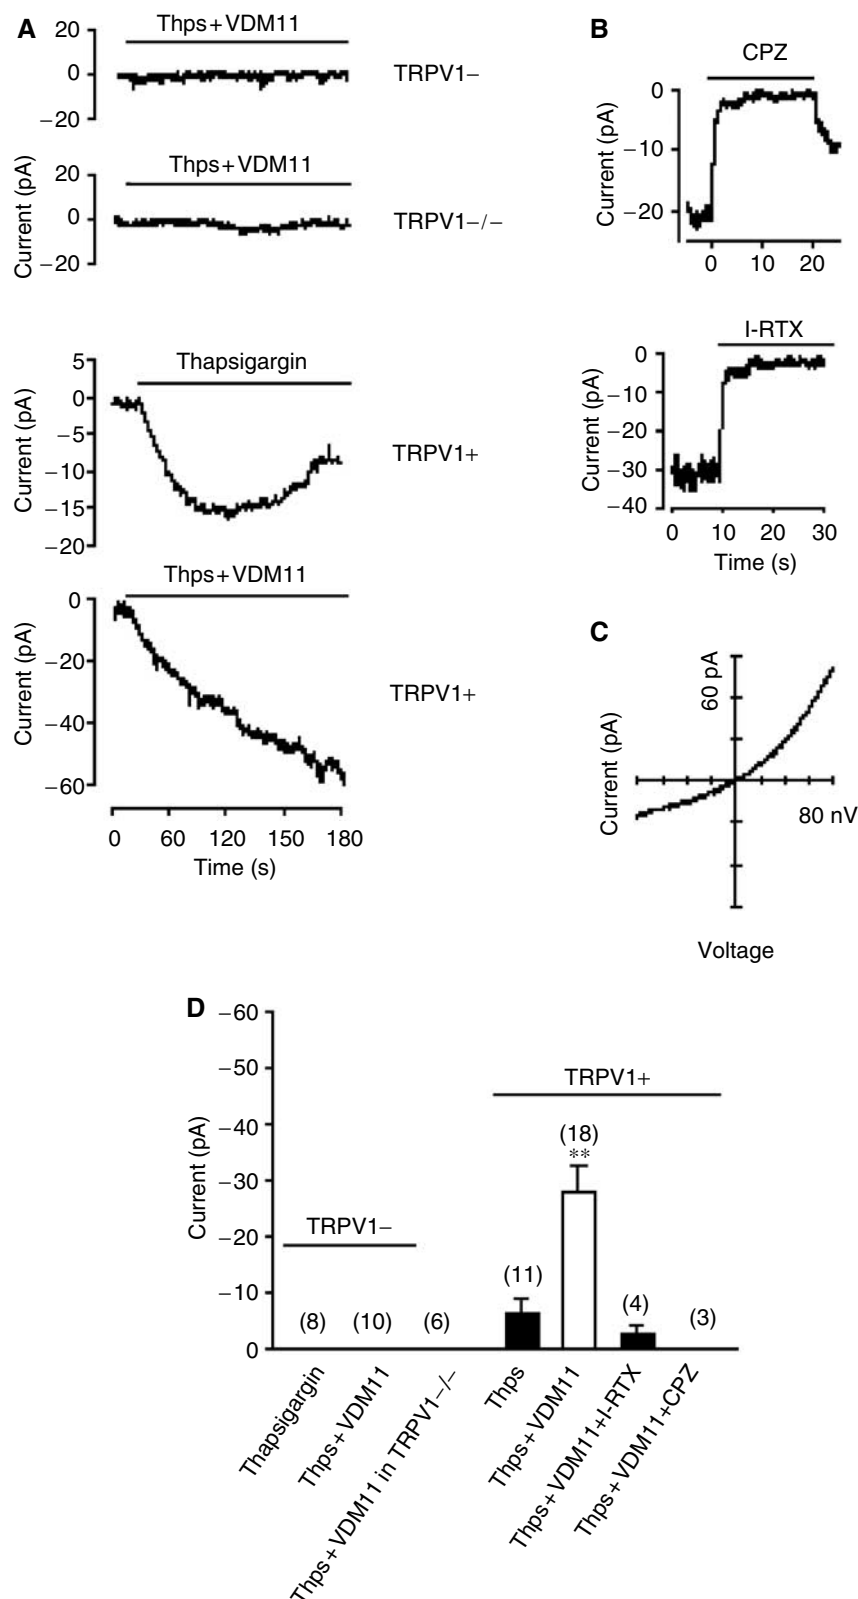 A
Thps+VDM11
20
0
−20
TRPV1−
Thps+VDM11
20
0
−20
Current (pA)
TRPV1−/−
Thapsigargin
5
0
−5
−10
−15
−20
Current (pA)
TRPV1+
Thps+VDM11
0
−20
−40
−60
Current (pA)
TRPV1+
0 60 120 150 180
Time (s)
B
CPZ
0
−10
−20
Current (pA)
0 10 20
I-RTX
0
−10
−20
−30
−40
Current (pA)
0 10 20 30
Time (s)
C
60 pA
Current (pA)
80 nV
Voltage
D
−60
−50
−40
−30
−20
−10
0
Current (pA)
TRPV1−
TRPV1+
(8) (10) (6) (11) (18) (4) (3)
**
Thapsigargin
Thps+VDM11
Thps+VDM11 in TRPV1−/−
Thps
Thps+VDM11
Thps+VDM11+I-RTX
Thps+VDM11+CPZ